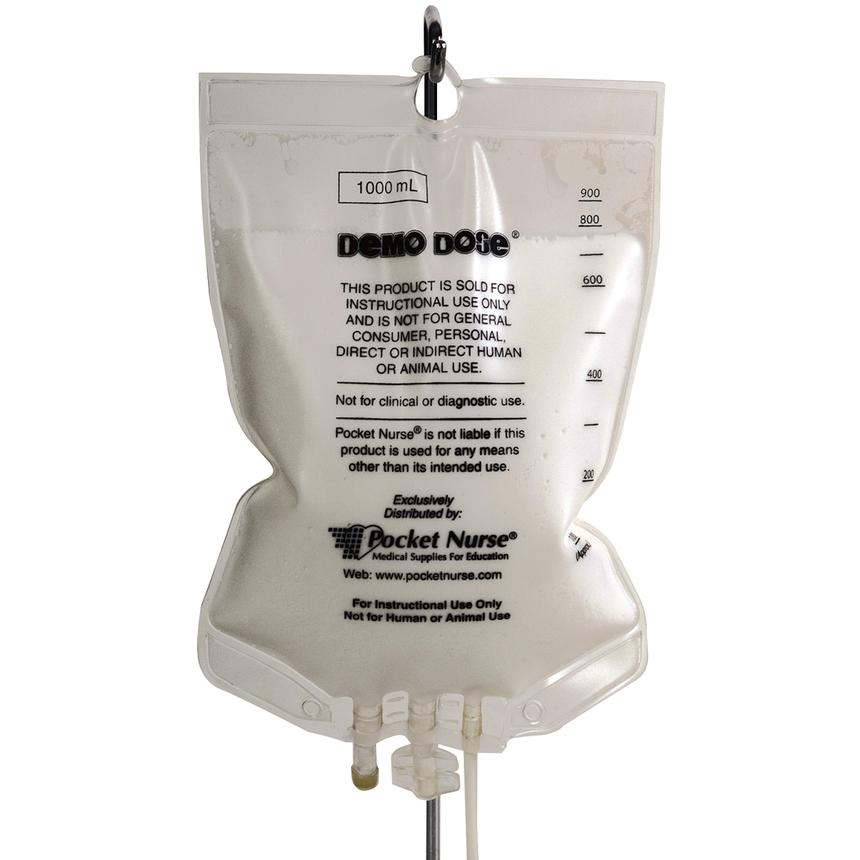 1000 mL
DEMO DOSE®
THIS PRODUCT IS SOLD FOR
INSTRUCTIONAL USE ONLY
AND IS NOT FOR GENERAL
CONSUMER, PERSONAL,
DIRECT OR INDIRECT HUMAN
OR ANIMAL USE.
Not for clinical or diagnostic use.
Pocket Nurse® is not liable if this
product is used for any means
other than its intended use.
Exclusively
Distributed by:
Pocket Nurse®
Medical Supplies For Education
Web: www.pocketnurse.com
For Instructional Use Only
Not for Human or Animal Use
900
800
600
400
200